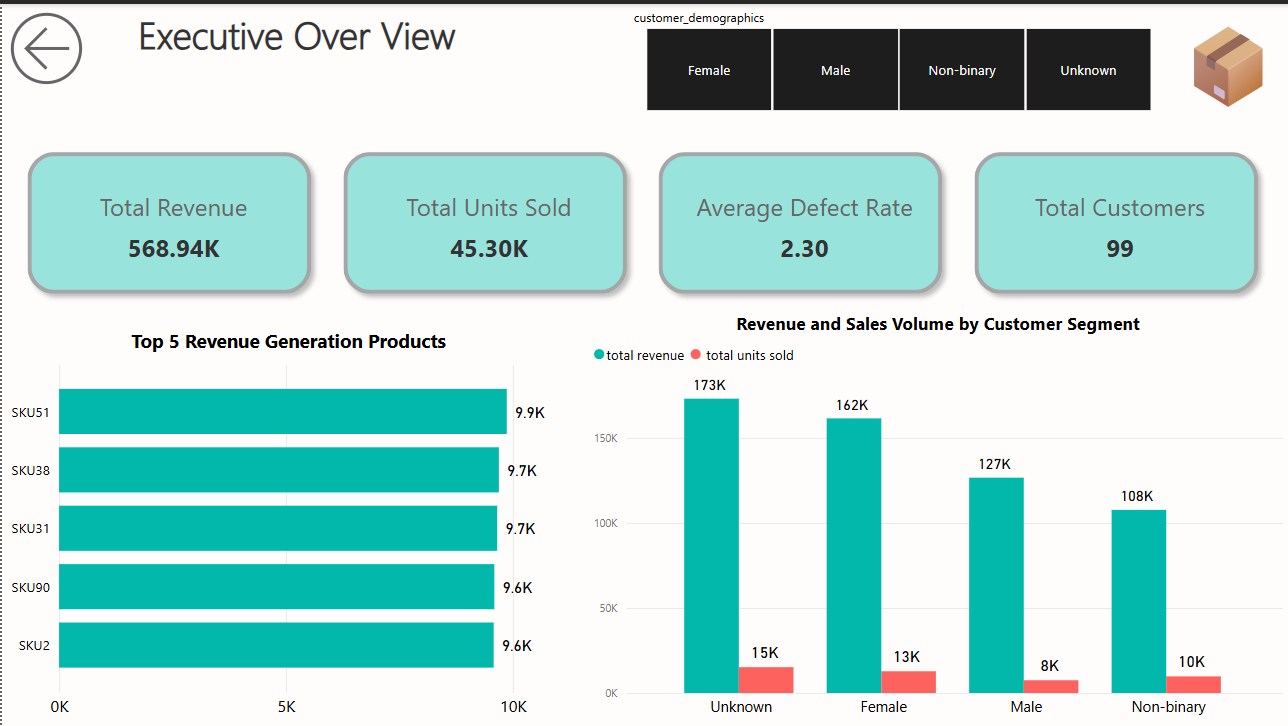 Executive Over View
customer_demographics
Female
Male
Non-binary
Unknown
Total Revenue
568.94K
Total Units Sold
45.30K
Average Defect Rate
2.30
Total Customers
99
Top 5 Revenue Generation Products
SKU51
9.9K
SKU38
9.7K
SKU31
9.7K
SKU90
9.6K
SKU2
9.6K
0K
5K
10K
Revenue and Sales Volume by Customer Segment
total revenue
total units sold
150K
100K
50K
0K
173K
15K
162K
13K
127K
8K
108K
10K
Unknown
Female
Male
Non-binary